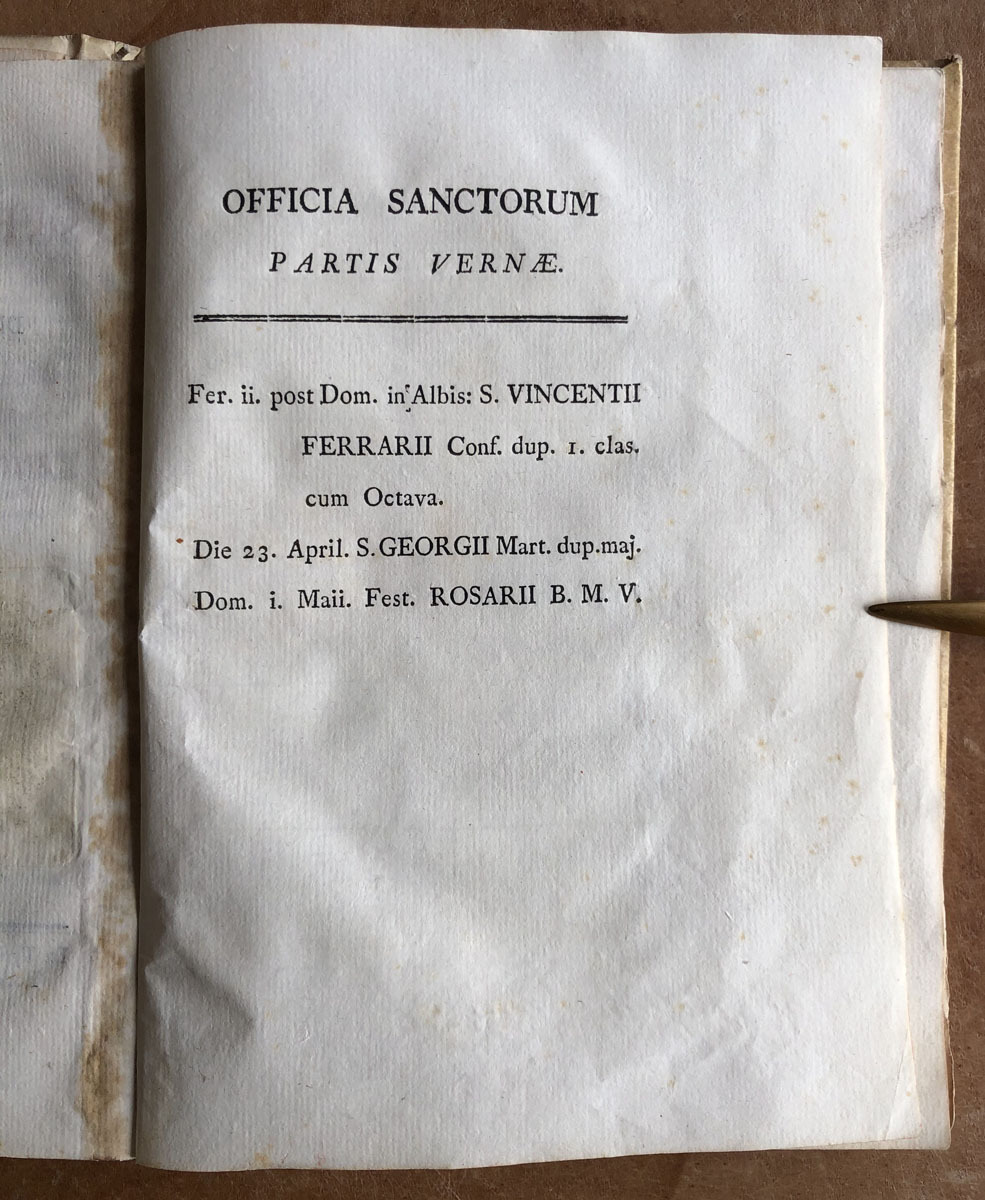 OFFICIA SANCTORUM
PARTIS VERNÆ.
Fer. ii. post Dom. in Albis: S. VINCENTII
FERRARII Conf. dup. 1. clas.
cum Octava.
Die 23. April. S. GEORGII Mart. dup. maj.
Dom. i. Maii. Fest. ROSARII B. M. V.